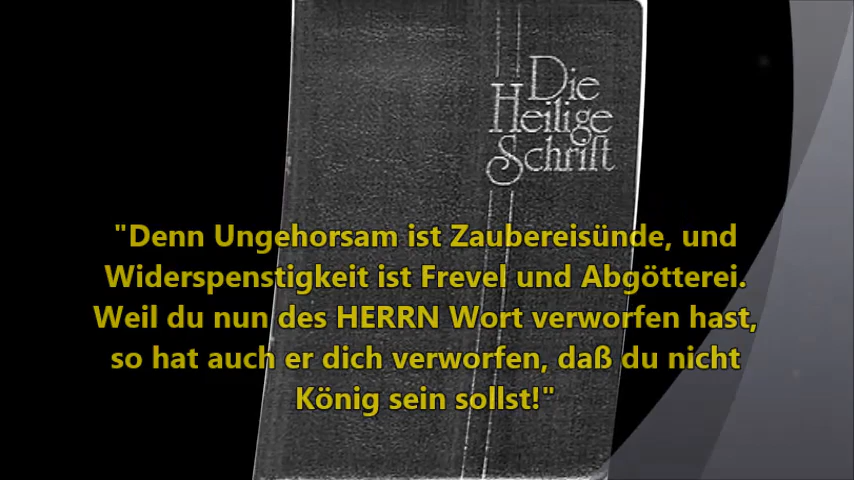 Die
Heilige
Schrift
"Denn Ungehorsam ist Zaubereisünde, und
Widerspenstigkeit ist Frevel und Abgötterei.
Weil du nun des HERRN Wort verworfen hast,
so hat auch er dich verworfen, daß du nicht
König sein sollst!"